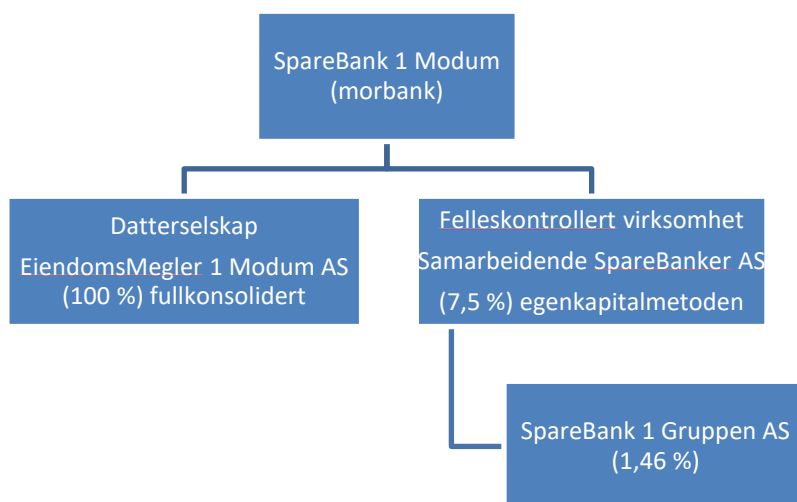 SpareBank 1 Modum
(morbank)
Datterselskap
EiendomsMegler 1 Modum AS
(100 %) fullkonsolidert
Felleskontrollert virksomhet
Samarbeidende SpareBanker AS
(7,5 %) egenkapitalmetoden
SpareBank 1 Gruppen AS
(1,46 %)